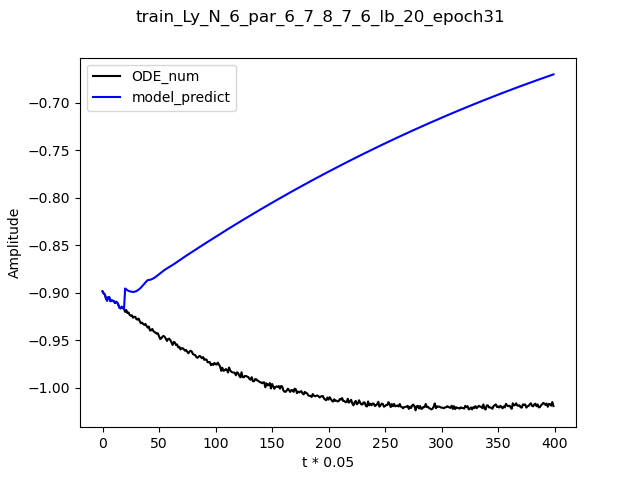 train_Ly_N_6_par_6_7_8_7_6_lb_20_epoch31
ODE_num
model_predict
−0.70
−0.75
−0.80
−0.85
−0.90
−0.95
−1.00
Amplitude
0 50 100 150 200 250 300 350 400
t * 0.05